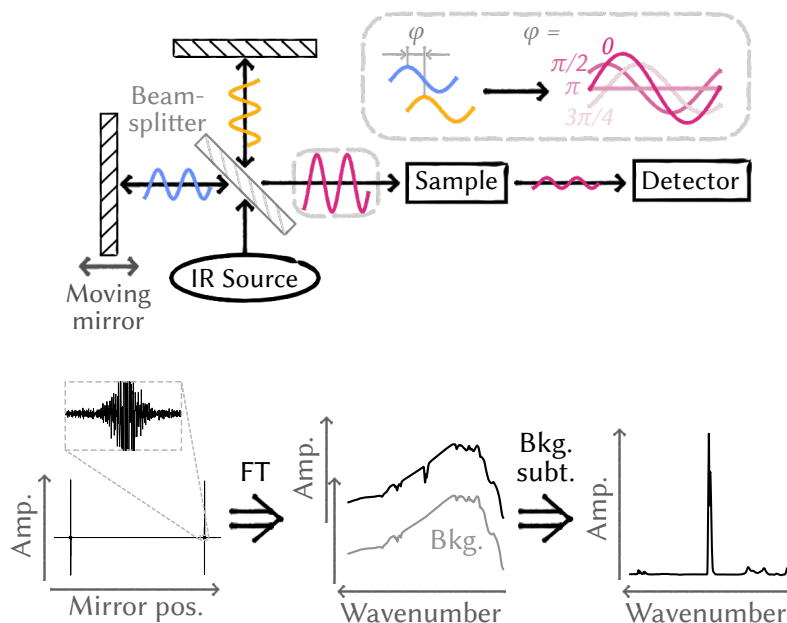 φ
φ =
0
π/2
π
3π/4
Beam-
splitter
Sample
Detector
IR Source
Moving
mirror
Amp.
Mirror pos.
FT
Amp.
Bkg.
Wavenumber
Bkg.
subt.
Amp.
Wavenumber